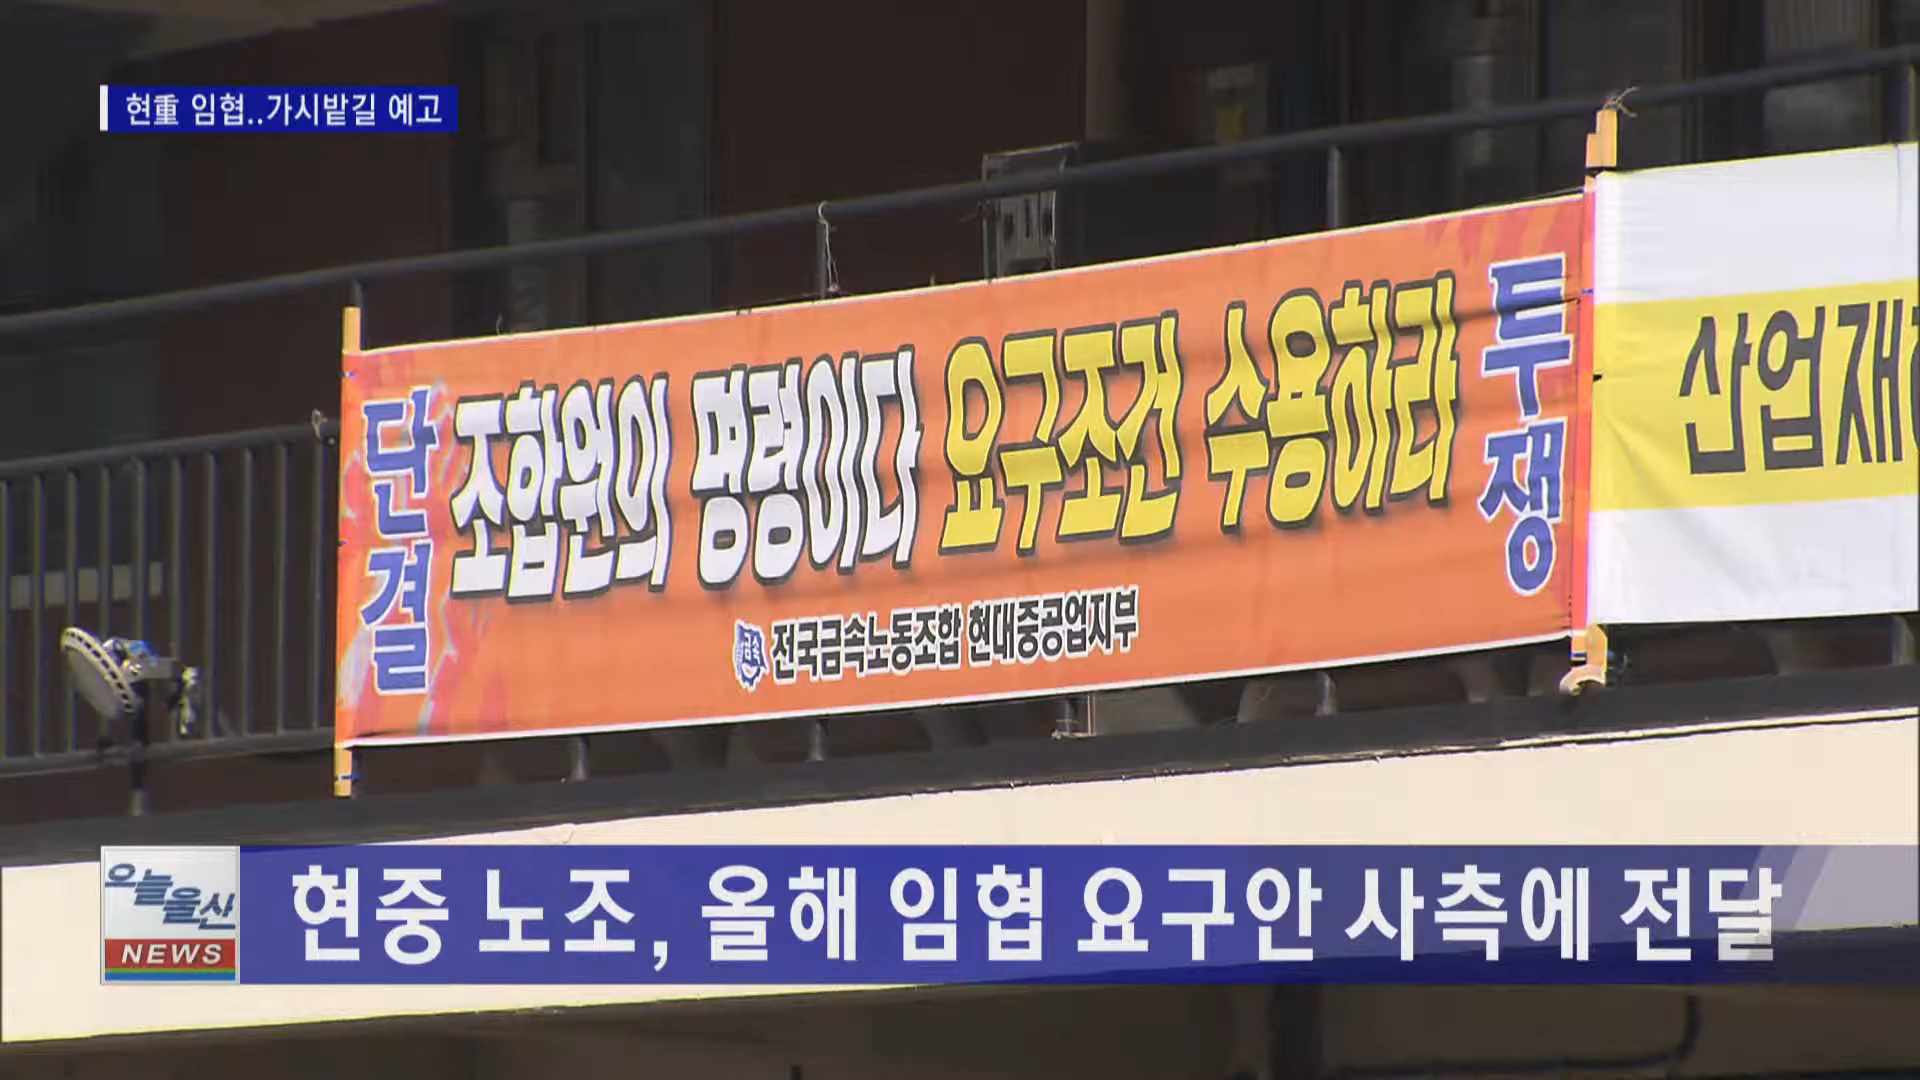 현重 임협..가시밭길 예고
단결
조합원의 명령이다 요구조건 수용하라
투쟁
전국금속노동조합 현대중공업지부
산업재
오늘울산
NEWS
현중 노조, 올해 임협 요구안 사측에 전달